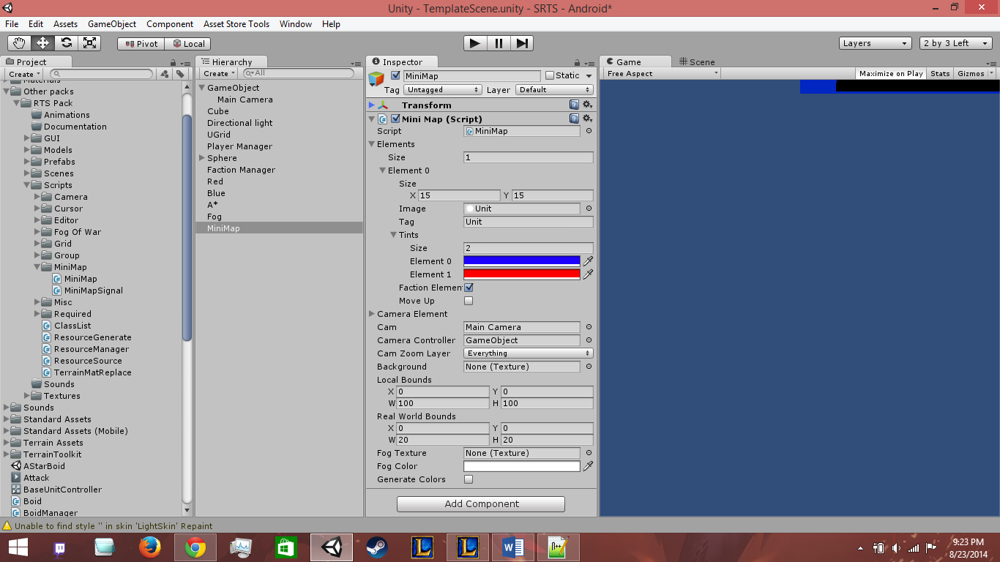 Unity - TemplateScene.unity - SRTS - Android*
File Edit Assets GameObject Component Asset Store Tools Window Help
Pivot Local Layers 2 by 3 Left
Project
Create
Materials
Other packs
RTS Pack
Animations
Documentation
GUI
Models
Prefabs
Scenes
Scripts
Camera
Cursor
Editor
Fog Of War
Grid
Group
MiniMap
MiniMap
MiniMapSignal
Misc
Required
ClassList
ResourceGenerate
ResourceManager
ResourceSource
TerrainMatReplace
Sounds
Textures
Sounds
Standard Assets
Standard Assets (Mobile)
Terrain Assets
TerrainToolkit
AStarBoid
Attack
BaseUnitController
Boid
BoidManager
Hierarchy
Create All
GameObject
Main Camera
Cube
Directional light
UGrid
Player Manager
Sphere
Faction Manager
Red
Blue
A*
Fog
MiniMap
Inspector
MiniMap Static
Tag Untagged Layer Default
Transform
Mini Map (Script)
Script MiniMap
Elements
Size 1
Element 0
Size
X 15 Y 15
Image Unit
Tag Unit
Tints
Size 2
Element 0
Element 1
Faction Elemen
Move Up
Camera Element
Cam Main Camera
Camera Controller GameObject
Cam Zoom Layer Everything
Background None (Texture)
Local Bounds
X 0 Y 0
W 100 H 100
Real World Bounds
X 0 Y 0
W 20 H 20
Fog Texture None (Texture)
Fog Color
Generate Colors
Add Component
Game Scene
Free Aspect Maximize on Play Stats Gizmos
Unable to find style '' in skin 'LightSkin' Repaint
9:23 PM
8/23/2014